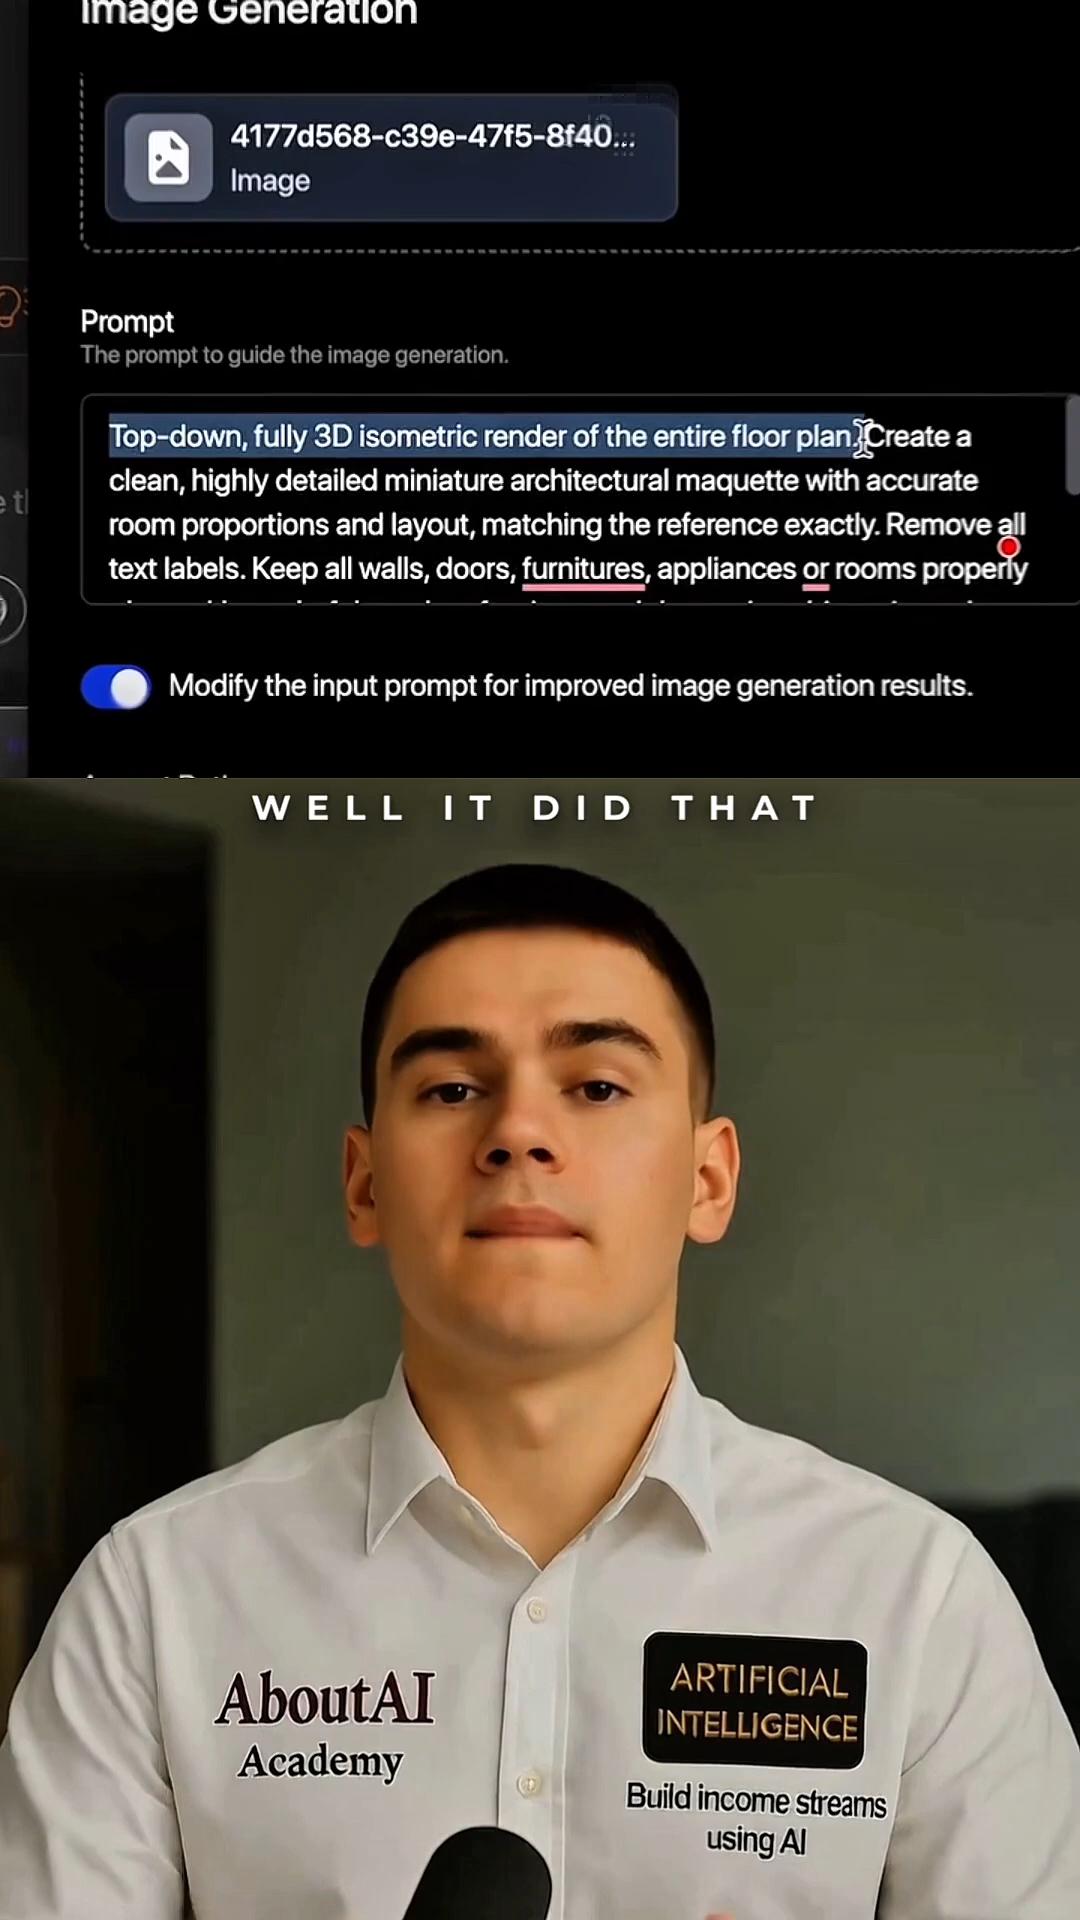 Image Generation
4177d568-c39e-47f5-8f40...
Image
Prompt
The prompt to guide the image generation.
Top-down, fully 3D isometric render of the entire floor plan. Create a
clean, highly detailed miniature architectural maquette with accurate
room proportions and layout, matching the reference exactly. Remove all
text labels. Keep all walls, doors, furnitures, appliances or rooms properly
Modify the input prompt for improved image generation results.
WELL IT DID THAT
AboutAI
Academy
ARTIFICIAL
INTELLIGENCE
Build income streams
using AI